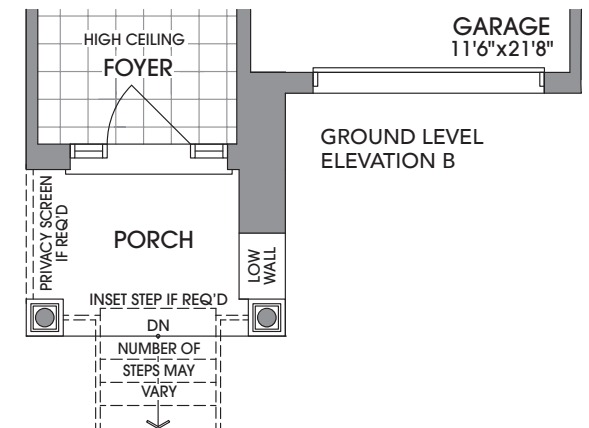 HIGH CEILING
FOYER
GARAGE
11'6"x21'8"
GROUND LEVEL
ELEVATION B
PRIVACY SCREEN
IF REQ'D
PORCH
LOW
WALL
INSET STEP IF REQ'D
DN
NUMBER OF
STEPS MAY
VARY